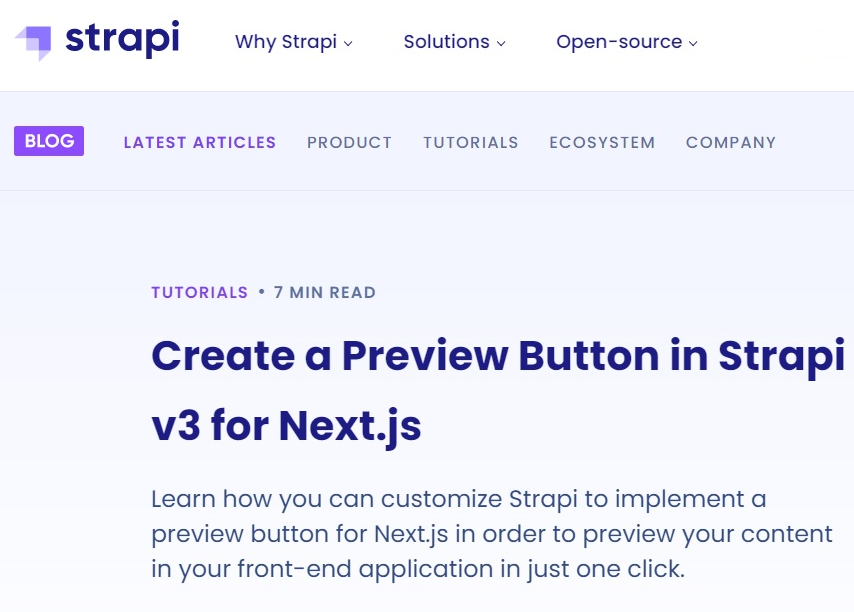 strapi
Why Strapi
Solutions
Open-source
BLOG
LATEST ARTICLES
PRODUCT
TUTORIALS
ECOSYSTEM
COMPANY
TUTORIALS • 7 MIN READ
Create a Preview Button in Strapi
v3 for Next.js
Learn how you can customize Strapi to implement a
preview button for Next.js in order to preview your content
in your front-end application in just one click.